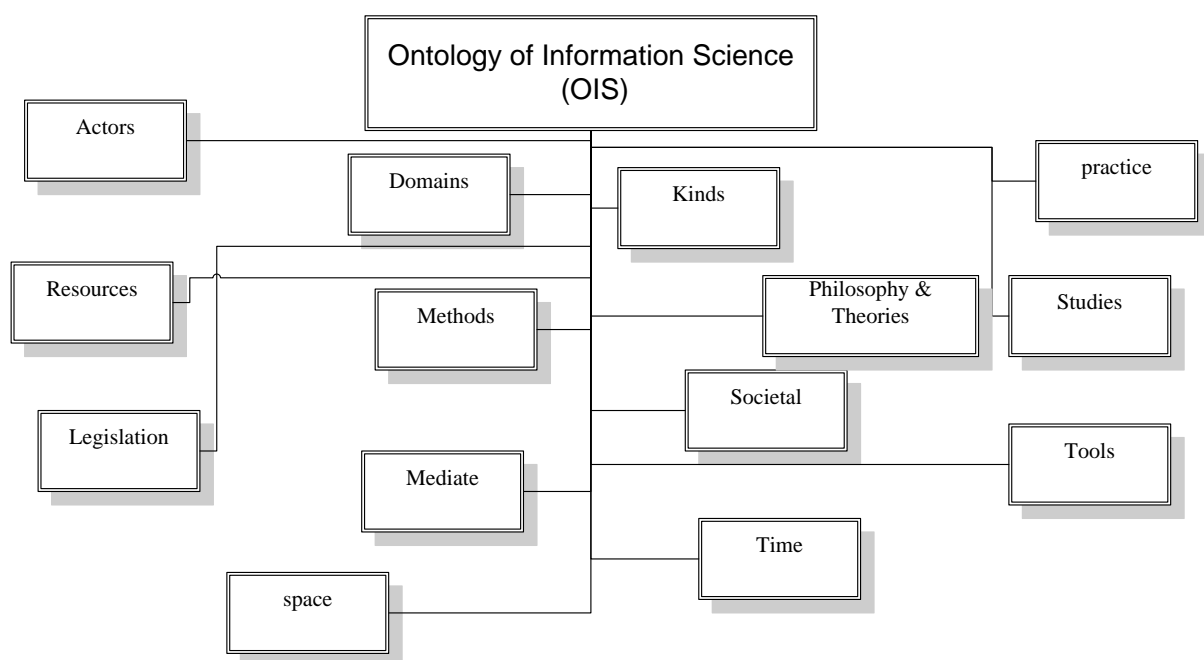 Ontology of Information Science
(OIS)
Actors
Domains
Kinds
practice
Resources
Methods
Philosophy &
Theories
Studies
Legislation
Societal
Mediate
Tools
Time
space